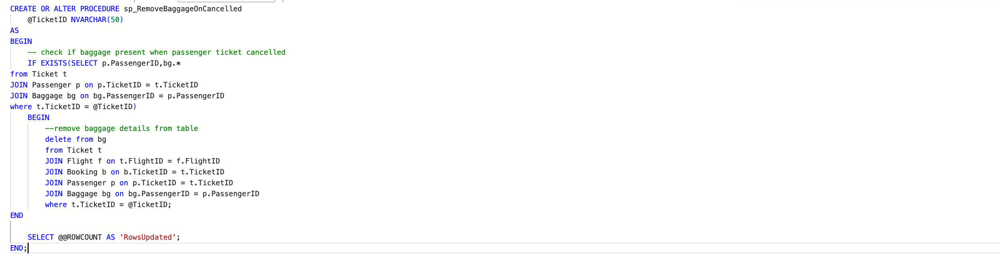 CREATE OR ALTER PROCEDURE sp_RemoveBaggageOnCancelled
    @TicketID NVARCHAR(50)
AS
BEGIN
    -- check if baggage present when passenger ticket cancelled
    IF EXISTS(SELECT p.PassengerID,bg.*
from Ticket t
JOIN Passenger p on p.TicketID = t.TicketID
JOIN Baggage bg on bg.PassengerID = p.PassengerID
where t.TicketID = @TicketID)
    BEGIN
        --remove baggage details from table
        delete from bg
        from Ticket t
        JOIN Flight f on t.FlightID = f.FlightID
        JOIN Booking b on b.TicketID = t.TicketID
        JOIN Passenger p on p.TicketID = t.TicketID
        JOIN Baggage bg on bg.PassengerID = p.PassengerID
        where t.TicketID = @TicketID;
END
    SELECT @@ROWCOUNT AS 'RowsUpdated';
END;